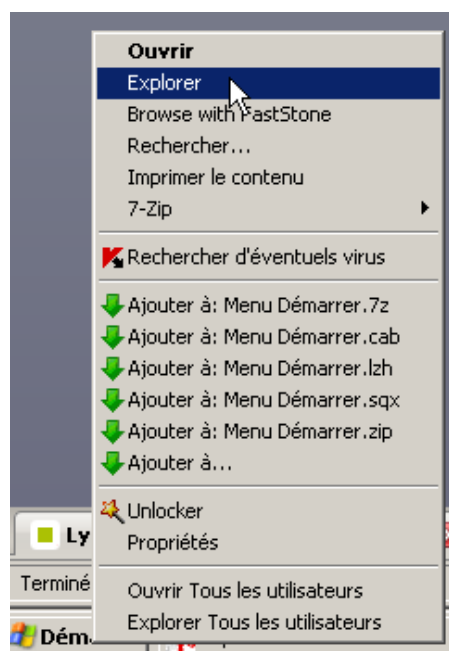 Ouvrir
Explorer
Browse with FastStone
Rechercher...
Imprimer le contenu
7-Zip
Rechercher d'éventuels virus
Ajouter à: Menu Démarrer.7z
Ajouter à: Menu Démarrer.cab
Ajouter à: Menu Démarrer.lzh
Ajouter à: Menu Démarrer.sqx
Ajouter à: Menu Démarrer.zip
Ajouter à...
Unlocker
Ly
Propriétés
Terminé
Ouvrir Tous les utilisateurs
Explorer Tous les utilisateurs
Dém